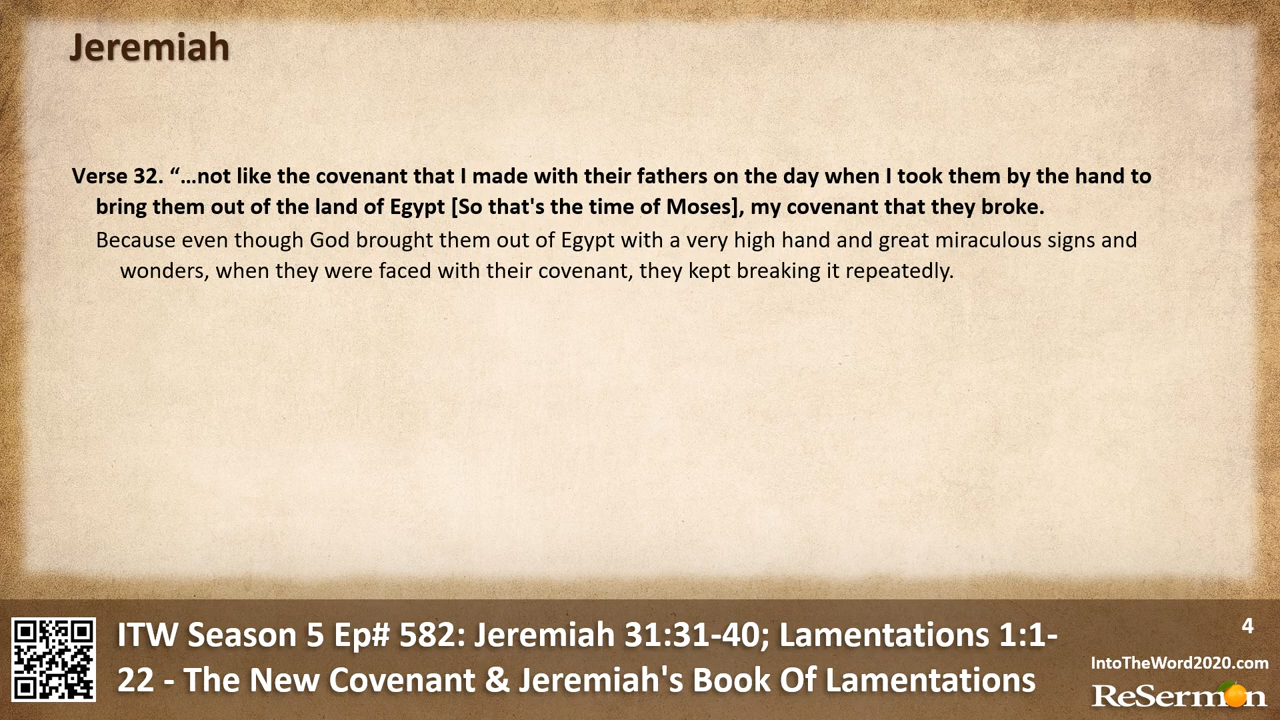 Jeremiah
Verse 32. “…not like the covenant that I made with their fathers on the day when I took them by the hand to
bring them out of the land of Egypt [So that's the time of Moses], my covenant that they broke.
Because even though God brought them out of Egypt with a very high hand and great miraculous signs and
wonders, when they were faced with their covenant, they kept breaking it repeatedly.
ITW Season 5 Ep# 582: Jeremiah 31:31-40; Lamentations 1:1-
22 - The New Covenant & Jeremiah's Book Of Lamentations
4
IntoTheWord2020.com
ReSermon